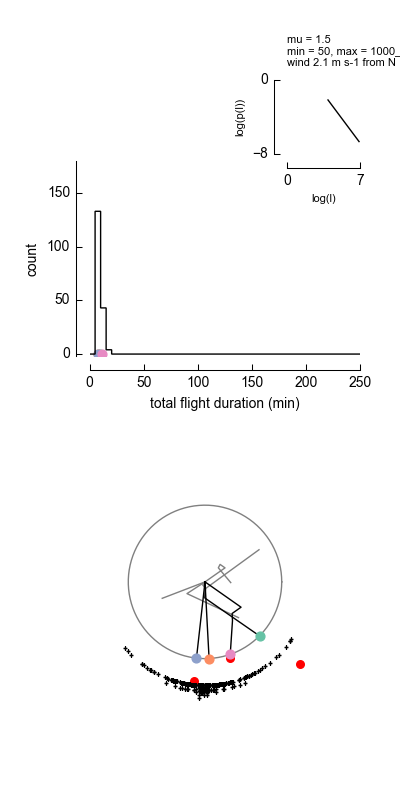 mu = 1.5
min = 50, max = 1000_
wind 2.1 m s-1 from N
0
log(p(l))
−8
0
7
log(l)
150
count
100
50
0
0
50
100
150
200
250
total flight duration (min)